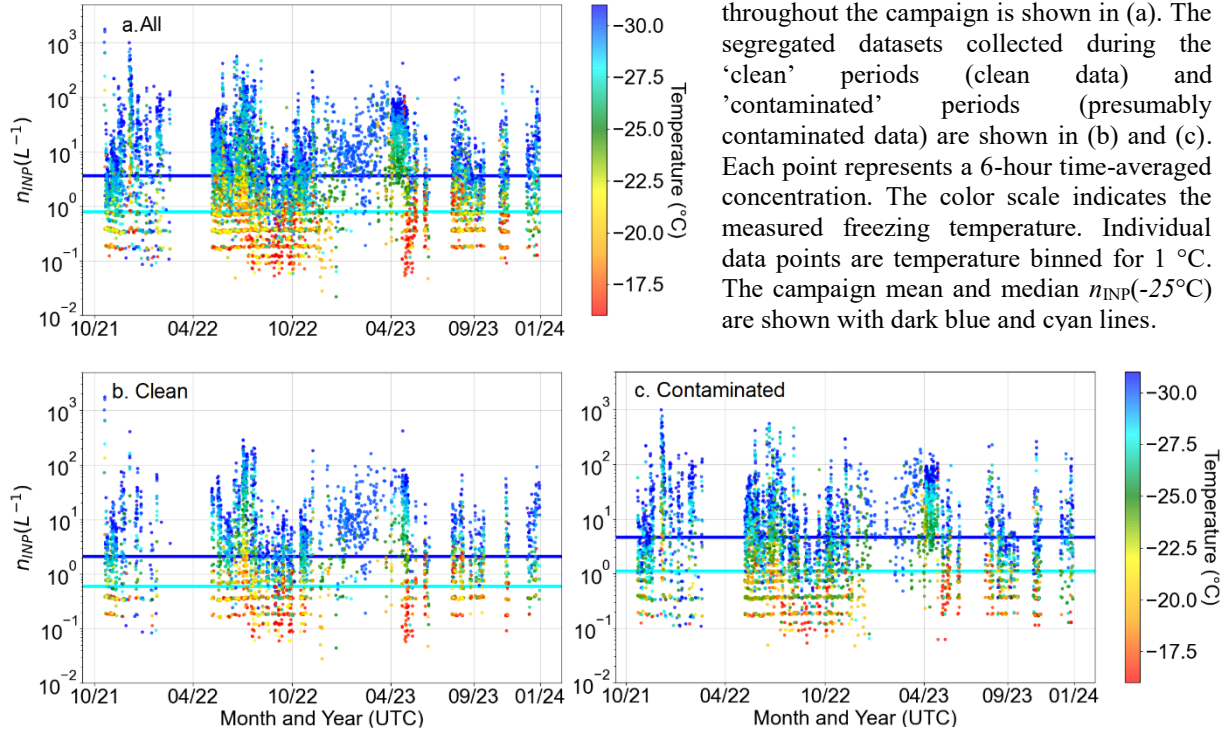 a. All
10³
10²
10¹
10⁰
10⁻¹
10⁻²
n_INP(L⁻¹)
10/21
04/22
10/22
04/23
09/23
01/24
−30.0
−27.5
−25.0
−22.5
−20.0
−17.5
Temperature (°C)
throughout the campaign is shown in (a). The
segregated datasets collected during the
‘clean’ periods (clean data) and
’contaminated’ periods (presumably
contaminated data) are shown in (b) and (c).
Each point represents a 6-hour time-averaged
concentration. The color scale indicates the
measured freezing temperature. Individual
data points are temperature binned for 1 °C.
The campaign mean and median n_INP(-25°C)
are shown with dark blue and cyan lines.
b. Clean
10³
10²
10¹
10⁰
10⁻¹
10⁻²
n_INP(L⁻¹)
10/21
04/22
10/22
04/23
09/23
01/24
Month and Year (UTC)
c. Contaminated
10³
10²
10¹
10⁰
10⁻¹
10⁻²
10/21
04/22
10/22
04/23
09/23
01/24
Month and Year (UTC)
−30.0
−27.5
−25.0
−22.5
−20.0
−17.5
Temperature (°C)